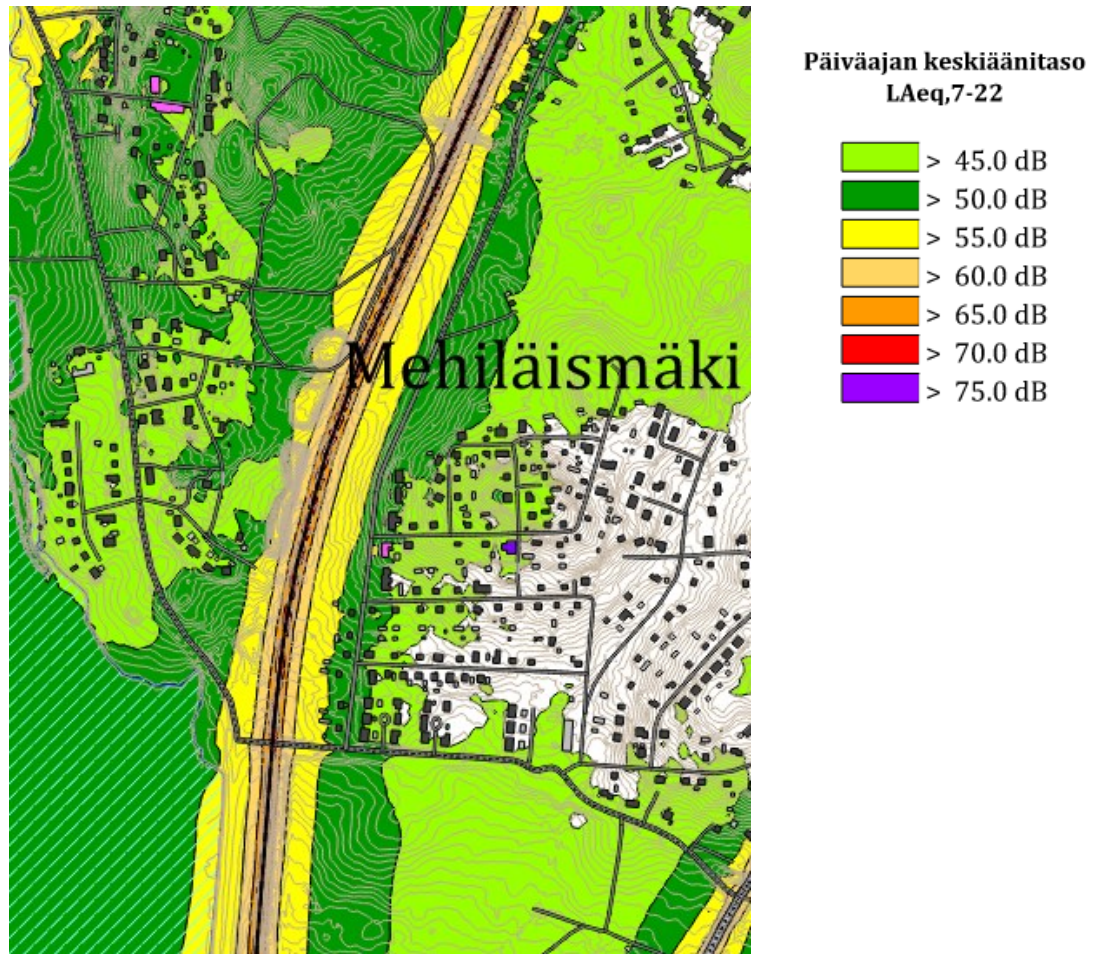 Päiväajan keskiäänitaso
LAeq,7-22
> 45.0 dB
> 50.0 dB
> 55.0 dB
> 60.0 dB
> 65.0 dB
> 70.0 dB
> 75.0 dB
Mehiläismäki